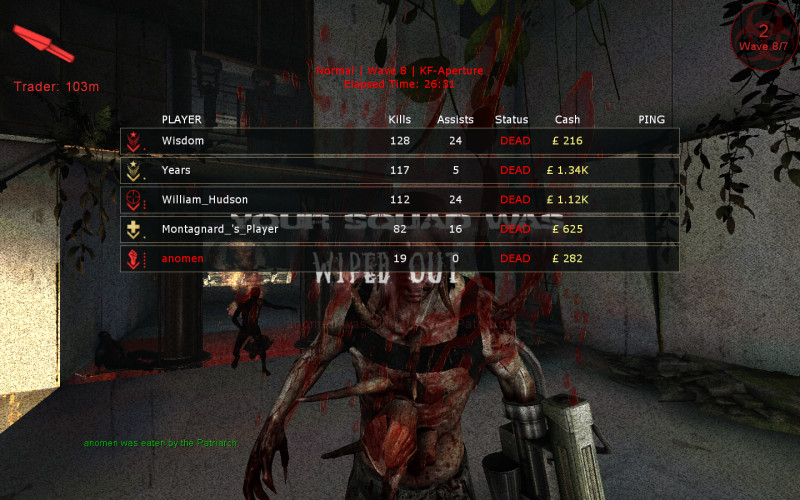 2
Wave 8/7
Trader: 103m
Normal | Wave 8 | KF-Aperture
Elapsed Time: 26:31
PLAYER Kills Assists Status Cash PING
Wisdom 128 24 DEAD £ 216
Years 117 5 DEAD £ 1.34K
William_Hudson 112 24 DEAD £ 1.12K
YOUR SQUAD WAS
Montagnard_'s_Player 82 16 DEAD £ 625
anomen 19 0 DEAD £ 282
WIPED OUT
anomen was eaten by the Patriarch